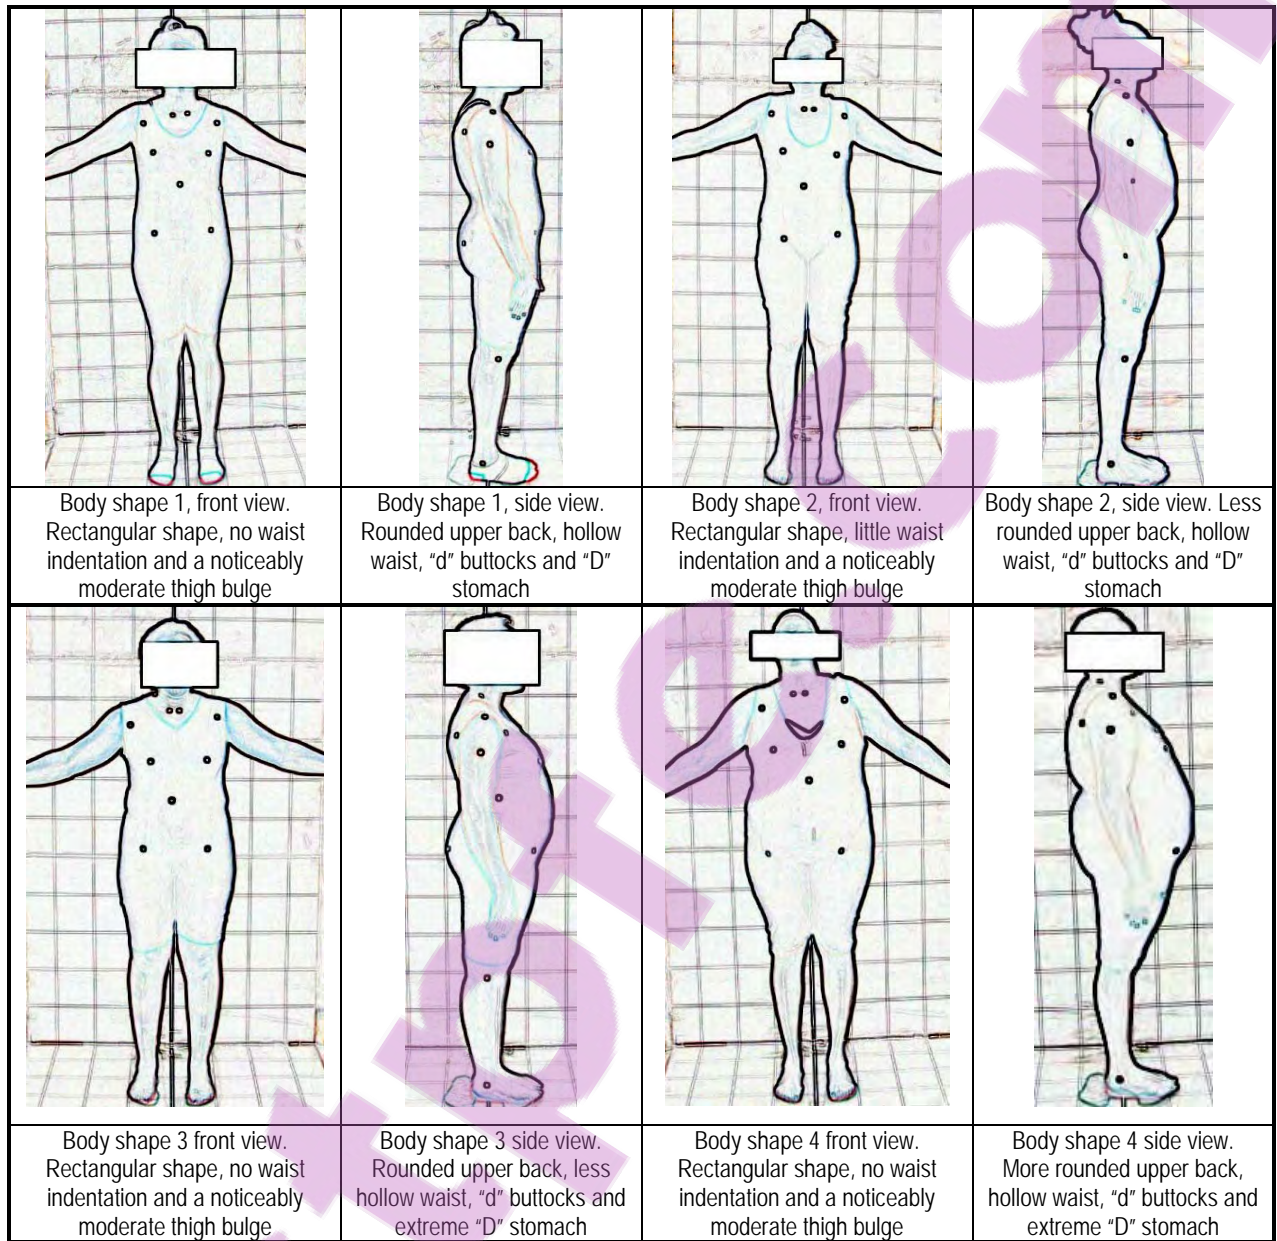 Body shape 1, front view.
Rectangular shape, no waist
indentation and a noticeably
moderate thigh bulge
Body shape 1, side view.
Rounded upper back, hollow
waist, “d” buttocks and “D”
stomach
Body shape 2, front view.
Rectangular shape, little waist
indentation and a noticeably
moderate thigh bulge
Body shape 2, side view. Less
rounded upper back, hollow
waist, “d” buttocks and “D”
stomach
Body shape 3 front view.
Rectangular shape, no waist
indentation and a noticeably
moderate thigh bulge
Body shape 3 side view.
Rounded upper back, less
hollow waist, “d” buttocks and
extreme “D” stomach
Body shape 4 front view.
Rectangular shape, no waist
indentation and a noticeably
moderate thigh bulge
Body shape 4 side view.
More rounded upper back,
hollow waist, “d” buttocks and
extreme “D” stomach